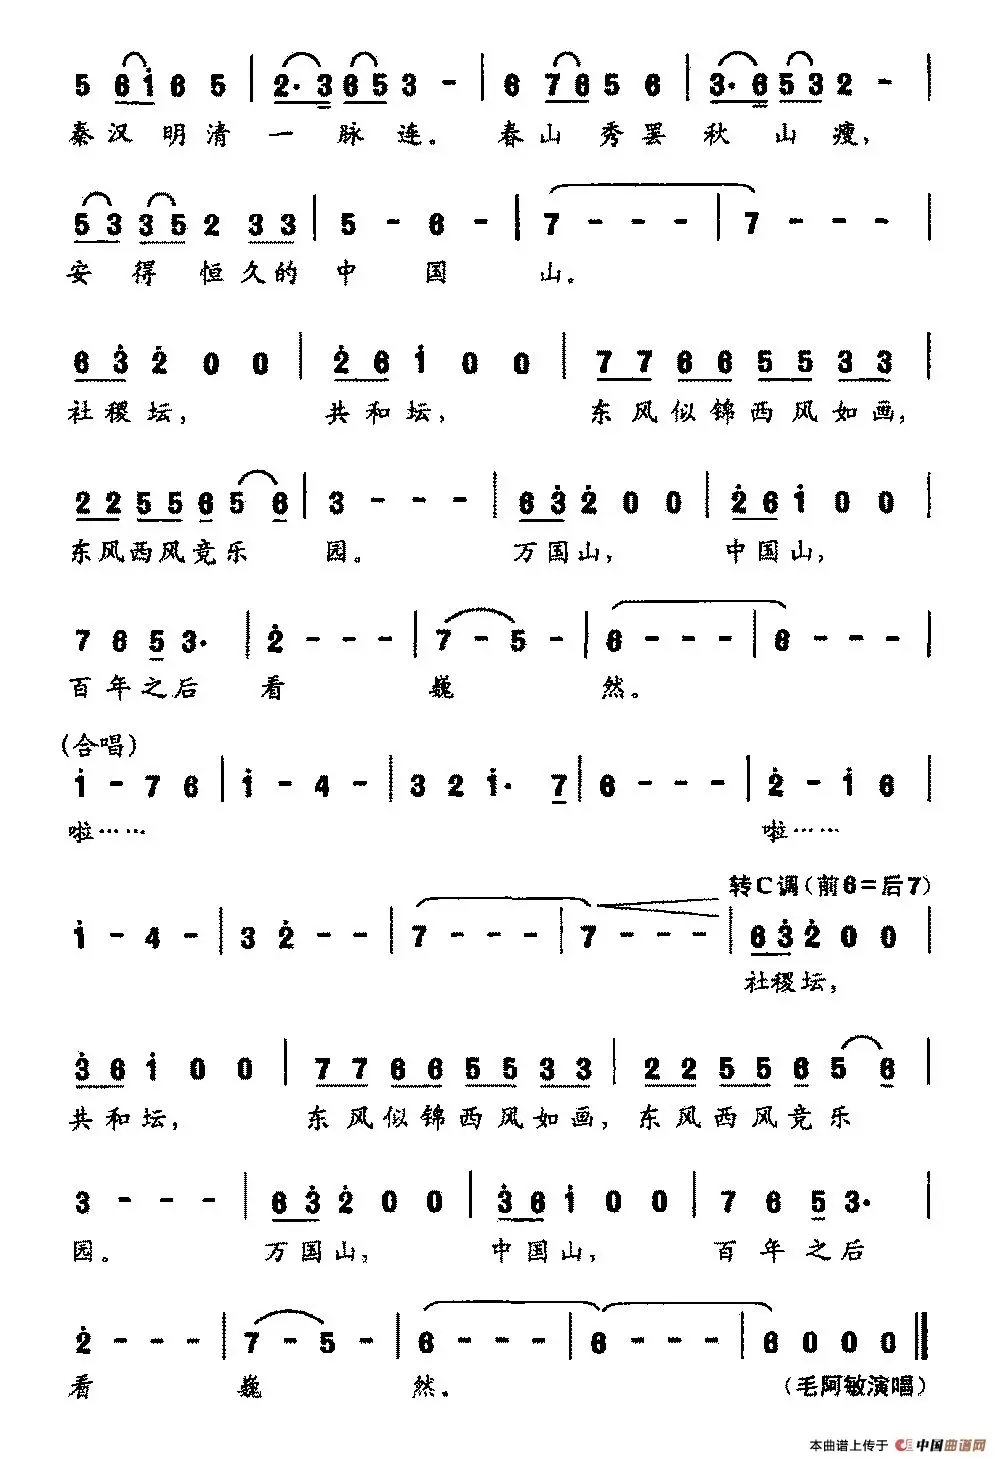 5 6 i 6 5 | 2· 3 6 5 3 - | 6 7 6 5 6 | 3· 6 5 3 2 - |
秦汉明清一脉连。春山秀罢秋山瘦,
5 3 3 5 2 3 3 | 5 - 6 - | 7 - - - 7 - - - |
安得恒久的中国山。
6 3 2 0 0 | 2 6 i 0 0 | 7 7 6 6 5 5 3 3 |
社稷坛, 共和坛, 东风似锦西风如画,
2 2 5 5 6 5 6 | 3 - - - | 6 3 2 0 0 | 2 6 i 0 0 |
东风西风竞乐园。 万国山, 中国山,
7 6 5 3· | 2 - - - | 7 - 5 - | 6 - - - | 6 - - - |
百年之后看巍然。
(合唱)
i - 7 6 | i - 4 - | 3 2 i· 7 | 6 - - - | 2 - i 6 |
啦…… 啦……
转C调(前6=后7)
i - 4 - | 3 2 - - | 7 - - - | 7 - - - | 6 3 2 0 0 |
社稷坛,
3 6 i 0 0 | 7 7 6 6 5 5 3 3 | 2 2 5 5 6 5 6 |
共和坛, 东风似锦西风如画, 东风西风竞乐
3 - - - | 6 3 2 0 0 | 3 6 i 0 0 | 7 6 5 3· |
园。 万国山, 中国山, 百年之后
2 - - - | 7 - 5 - | 6 - - - | 6 - - - | 6 0 0 0 ||
看巍然。 (毛阿敏演唱)
本曲谱上传于 中国曲谱网